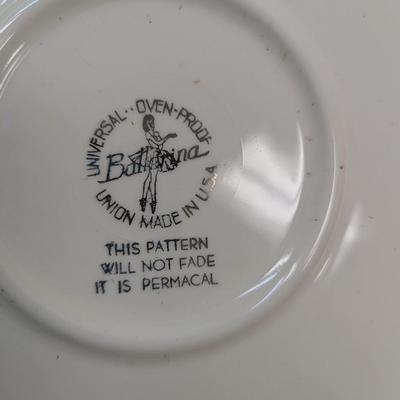 UNIVERSAL·· OVEN-PROOF
Ballerina
UNION MADE IN U.S.A.
THIS PATTERN
WILL NOT FADE
IT IS PERMACAL